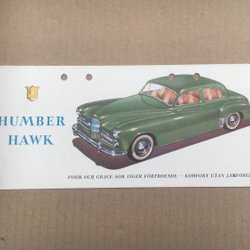 HUMBER
HAWK
FORM OCH GRACE SOM INGER FÖRTROENDE — KOMFORT UTAN